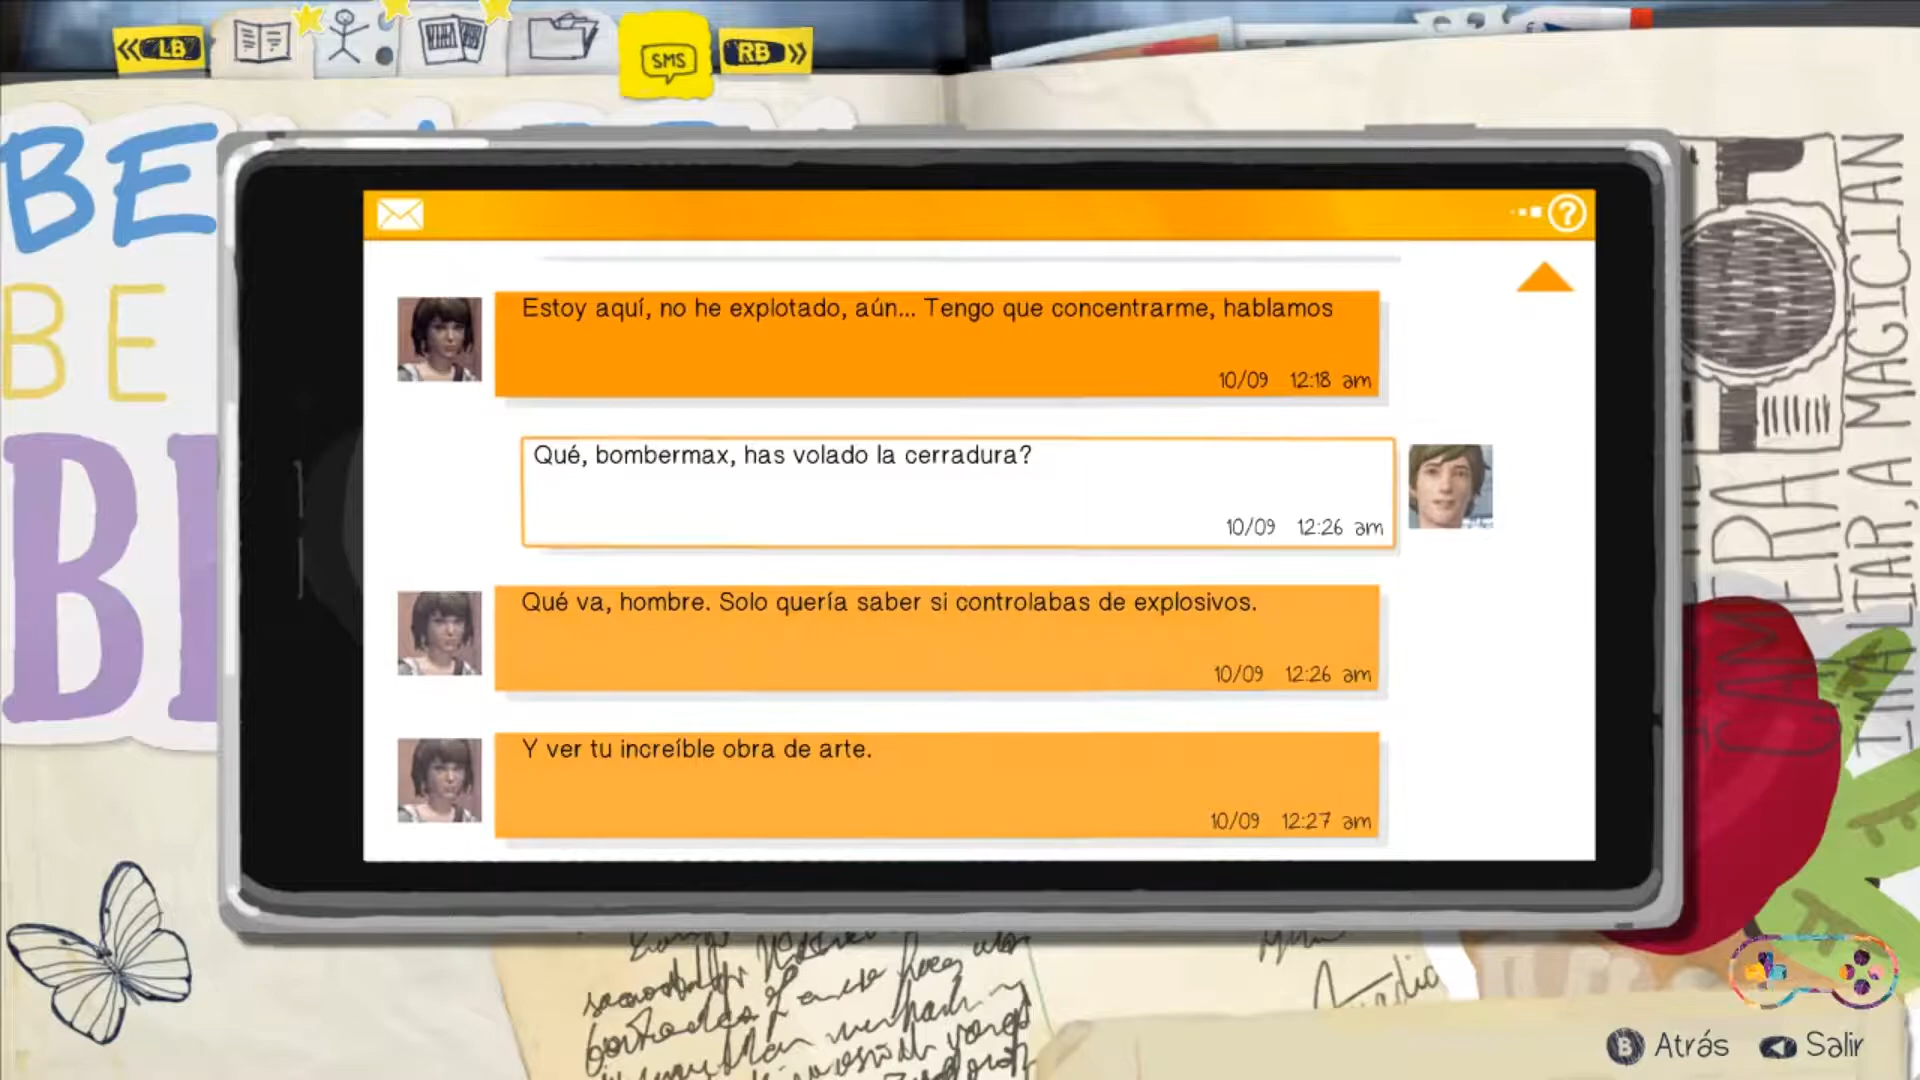 LB
SMS
RB
BE
BE
?
Estoy aquí, no he explotado, aún... Tengo que concentrarme, hablamos
10/09 12:18 am
Qué, bombermax, has volado la cerradura?
10/09 12:26 am
Qué va, hombre. Solo quería saber si controlabas de explosivos.
10/09 12:26 am
Y ver tu increíble obra de arte.
10/09 12:27 am
LIAR, A MAGICIAN
B Atrás
Salir